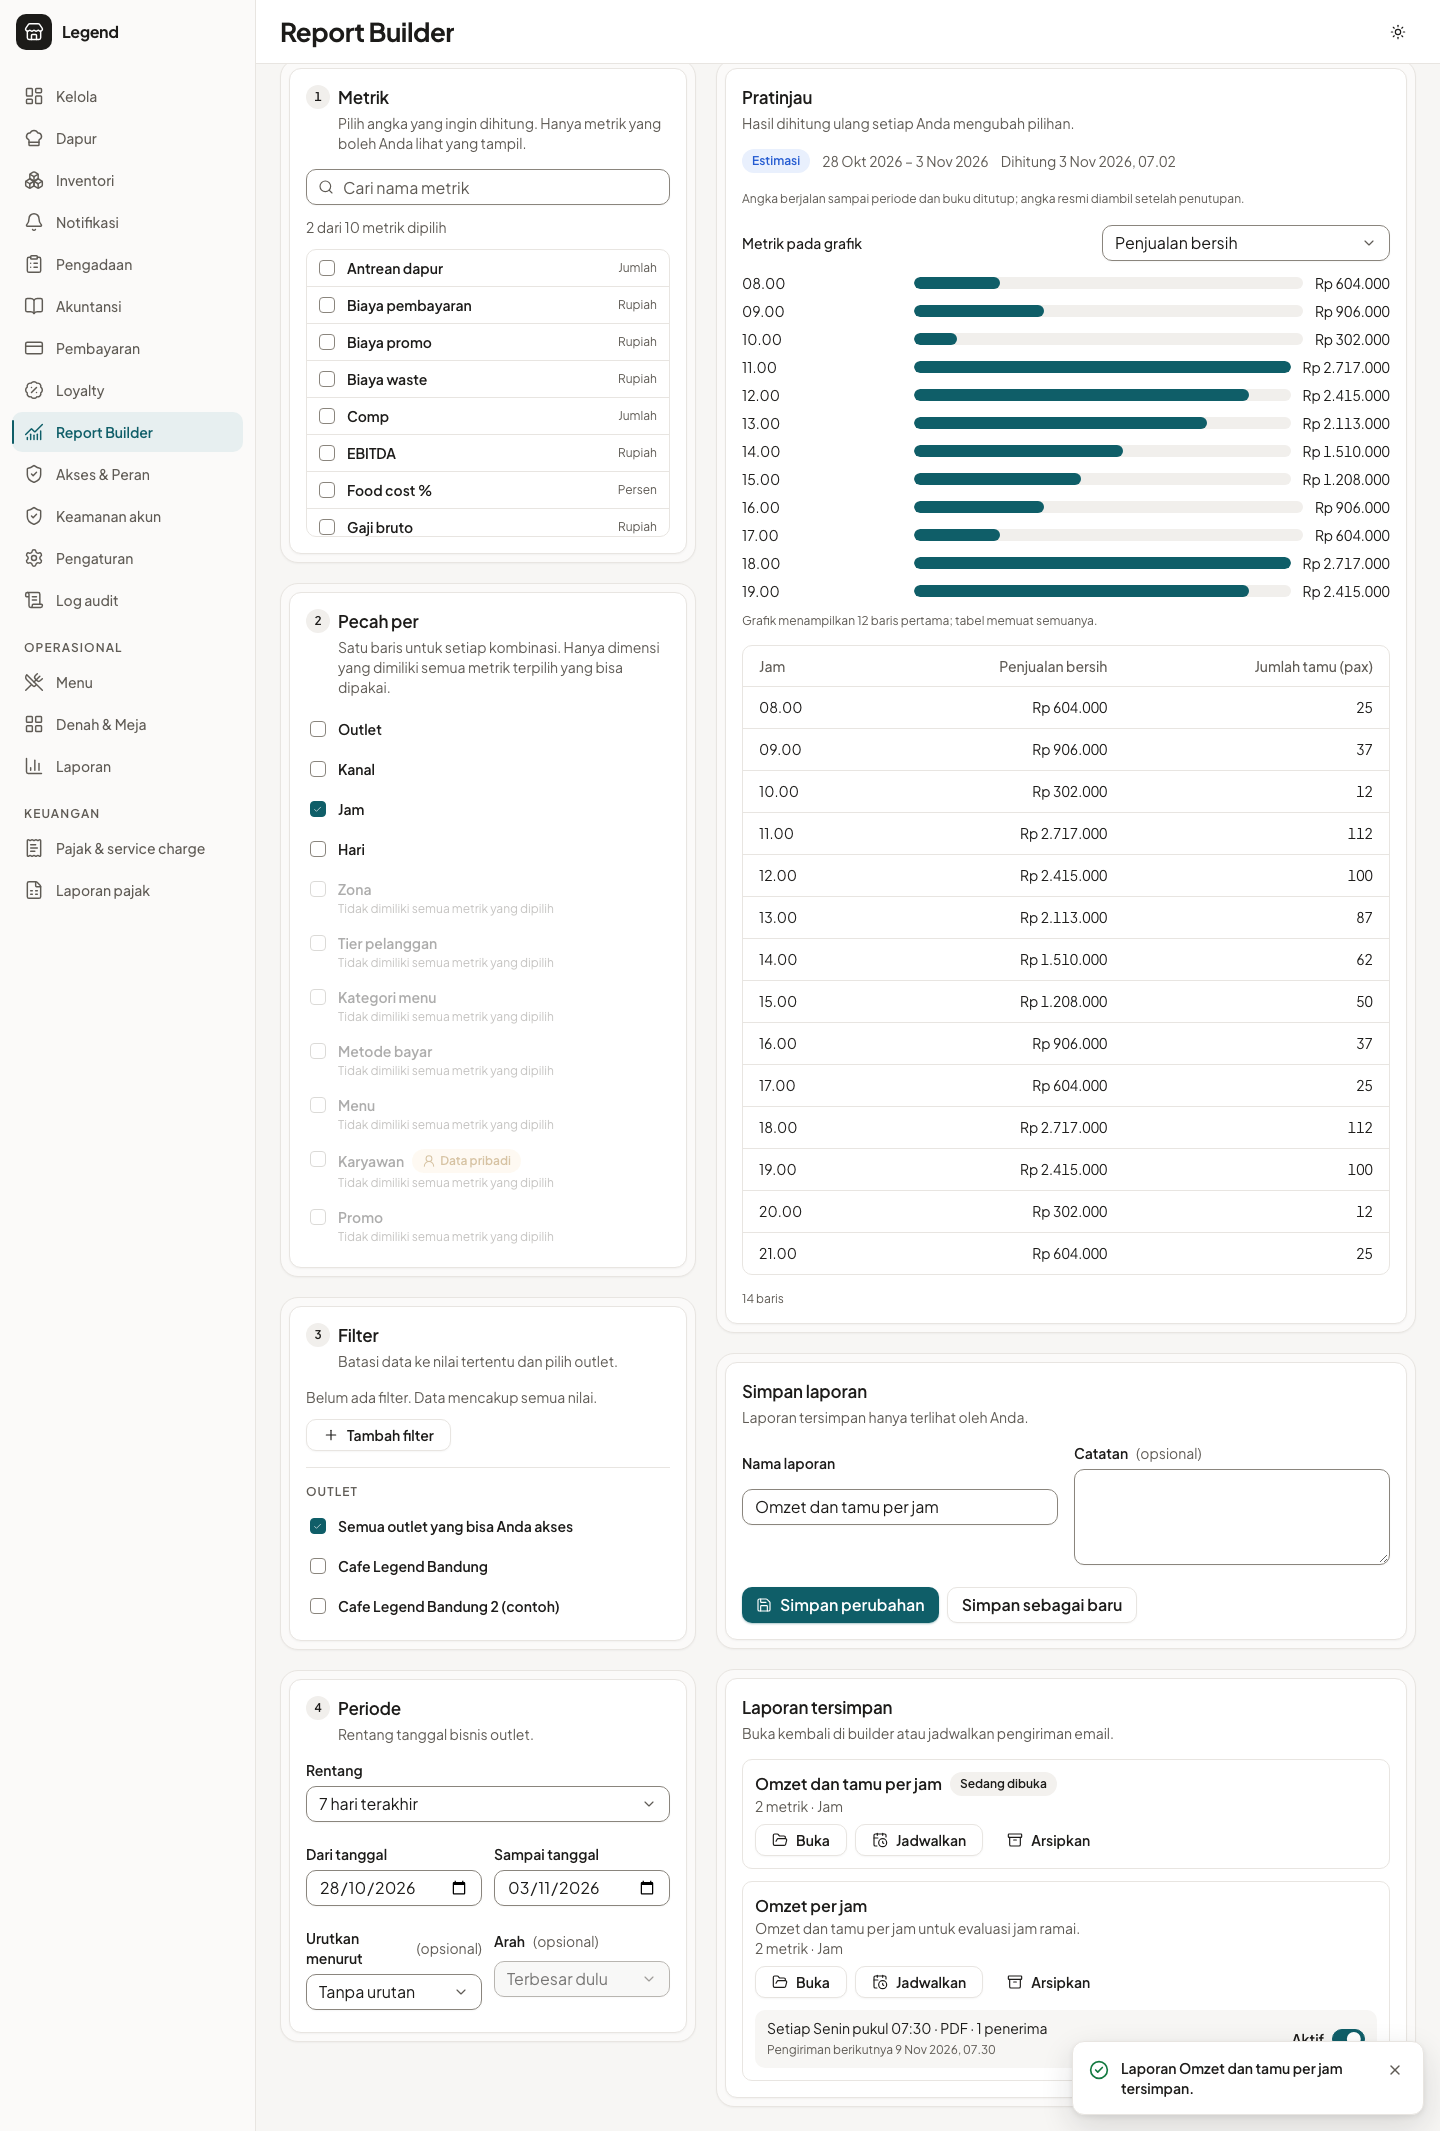 Legend
Kelola
Dapur
Inventori
Notifikasi
Pengadaan
Akuntansi
Pembayaran
Loyalty
Report Builder
Akses & Peran
Keamanan akun
Pengaturan
Log audit
OPERASIONAL
Menu
Denah & Meja
Laporan
KEUANGAN
Pajak & service charge
Laporan pajak
Report Builder
1 Metrik
Pilih angka yang ingin dihitung. Hanya metrik yang
boleh Anda lihat yang tampil.
Cari nama metrik
2 dari 10 metrik dipilih
Antrean dapur Jumlah
Biaya pembayaran Rupiah
Biaya promo Rupiah
Biaya waste Rupiah
Comp Jumlah
EBITDA Rupiah
Food cost % Persen
Gaji bruto Rupiah
2 Pecah per
Satu baris untuk setiap kombinasi. Hanya dimensi
yang dimiliki semua metrik terpilih yang bisa
dipakai.
Outlet
Kanal
Jam
Hari
Zona
Tidak dimiliki semua metrik yang dipilih
Tier pelanggan
Tidak dimiliki semua metrik yang dipilih
Kategori menu
Tidak dimiliki semua metrik yang dipilih
Metode bayar
Tidak dimiliki semua metrik yang dipilih
Menu
Tidak dimiliki semua metrik yang dipilih
Karyawan Data pribadi
Tidak dimiliki semua metrik yang dipilih
Promo
Tidak dimiliki semua metrik yang dipilih
3 Filter
Batasi data ke nilai tertentu dan pilih outlet.
Belum ada filter. Data mencakup semua nilai.
Tambah filter
OUTLET
Semua outlet yang bisa Anda akses
Cafe Legend Bandung
Cafe Legend Bandung 2 (contoh)
4 Periode
Rentang tanggal bisnis outlet.
Rentang
7 hari terakhir
Dari tanggal Sampai tanggal
28/10/2026 03/11/2026
Urutkan menurut (opsional) Arah (opsional)
Tanpa urutan Terbesar dulu
Pratinjau
Hasil dihitung ulang setiap Anda mengubah pilihan.
Estimasi 28 Okt 2026 – 3 Nov 2026 Dihitung 3 Nov 2026, 07.02
Angka berjalan sampai periode dan buku ditutup; angka resmi diambil setelah penutupan.
Metrik pada grafik Penjualan bersih
08.00 Rp 604.000
09.00 Rp 906.000
10.00 Rp 302.000
11.00 Rp 2.717.000
12.00 Rp 2.415.000
13.00 Rp 2.113.000
14.00 Rp 1.510.000
15.00 Rp 1.208.000
16.00 Rp 906.000
17.00 Rp 604.000
18.00 Rp 2.717.000
19.00 Rp 2.415.000
Grafik menampilkan 12 baris pertama; tabel memuat semuanya.
Jam Penjualan bersih Jumlah tamu (pax)
08.00 Rp 604.000 25
09.00 Rp 906.000 37
10.00 Rp 302.000 12
11.00 Rp 2.717.000 112
12.00 Rp 2.415.000 100
13.00 Rp 2.113.000 87
14.00 Rp 1.510.000 62
15.00 Rp 1.208.000 50
16.00 Rp 906.000 37
17.00 Rp 604.000 25
18.00 Rp 2.717.000 112
19.00 Rp 2.415.000 100
20.00 Rp 302.000 12
21.00 Rp 604.000 25
14 baris
Simpan laporan
Laporan tersimpan hanya terlihat oleh Anda.
Nama laporan Catatan (opsional)
Omzet dan tamu per jam
Simpan perubahan Simpan sebagai baru
Laporan tersimpan
Buka kembali di builder atau jadwalkan pengiriman email.
Omzet dan tamu per jam Sedang dibuka
2 metrik · Jam
Buka Jadwalkan Arsipkan
Omzet per jam
Omzet dan tamu per jam untuk evaluasi jam ramai.
2 metrik · Jam
Buka Jadwalkan Arsipkan
Setiap Senin pukul 07:30 · PDF · 1 penerima Aktif
Pengiriman berikutnya 9 Nov 2026, 07.30
Laporan Omzet dan tamu per jam
tersimpan.